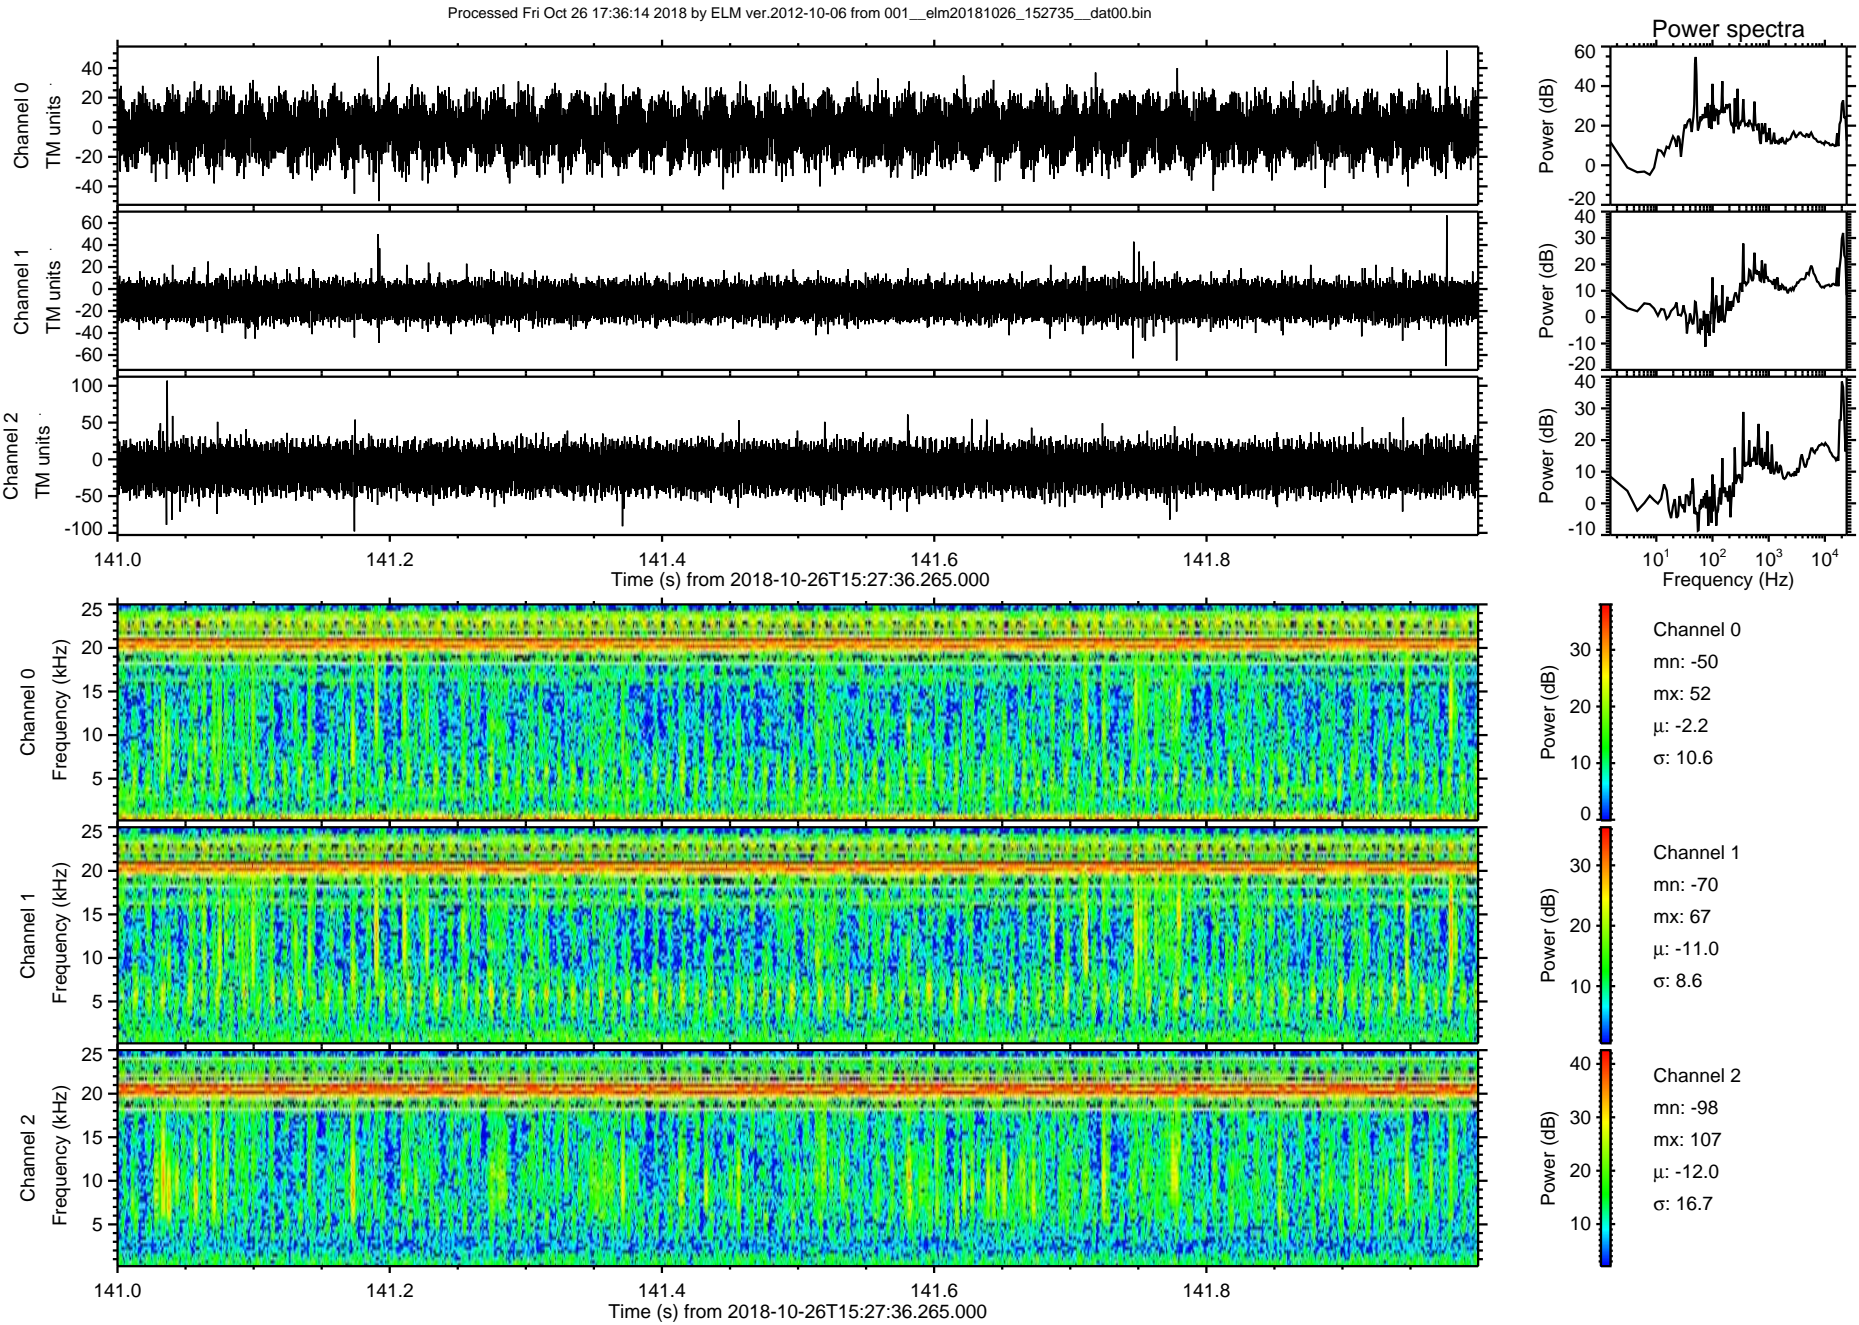 Processed Fri Oct 26 17:36:14 2018 by ELM ver.2012-10-06 from 001__elm20181026_152735__dat00.bin
Power spectra
Channel 0
TM units
40
20
0
-20
-40
Power (dB)
60
40
20
0
-20
Channel 1
TM units
60
40
20
0
-20
-40
-60
Power (dB)
40
30
20
10
0
-10
-20
Channel 2
TM units
100
50
0
-50
-100
Power (dB)
40
30
20
10
0
-10
141.0 141.2 141.4 141.6 141.8
Time (s) from 2018-10-26T15:27:36.265.000
10¹ 10² 10³ 10⁴
Frequency (Hz)
Channel 0
Frequency (kHz)
25
20
15
10
5
Power (dB)
30
20
10
0
Channel 0
mn: -50
mx: 52
µ: -2.2
σ: 10.6
Channel 1
Frequency (kHz)
25
20
15
10
5
Power (dB)
30
20
10
Channel 1
mn: -70
mx: 67
µ: -11.0
σ: 8.6
Channel 2
Frequency (kHz)
25
20
15
10
5
Power (dB)
40
30
20
10
Channel 2
mn: -98
mx: 107
µ: -12.0
σ: 16.7
141.0 141.2 141.4 141.6 141.8
Time (s) from 2018-10-26T15:27:36.265.000